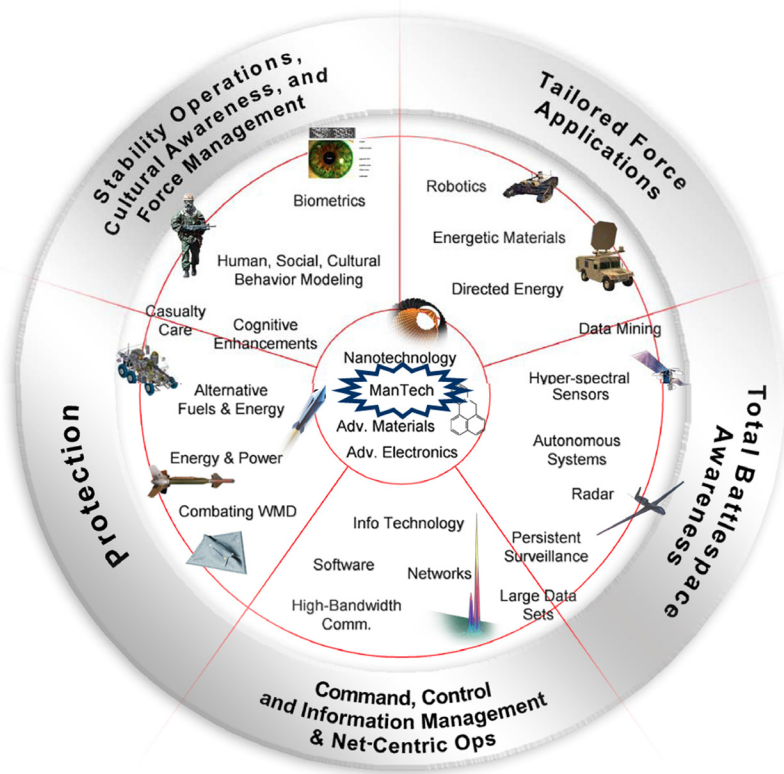 Stability Operations,
Cultural Awareness, and
Force Management
Tailored Force
Applications
Biometrics
Robotics
Human, Social, Cultural
Behavior Modeling
Energetic Materials
Directed Energy
Casualty
Care
Cognitive
Enhancements
Data Mining
Nanotechnology
ManTech
Adv. Materials
Adv. Electronics
Alternative
Fuels & Energy
Hyper-spectral
Sensors
Energy & Power
Autonomous
Systems
Combating WMD
Radar
Protection
Total Battlespace
Awareness
Info Technology
Persistent
Surveillance
Software
Networks
High-Bandwidth
Comm.
Large Data
Sets
Command, Control
and Information Management
& Net-Centric Ops